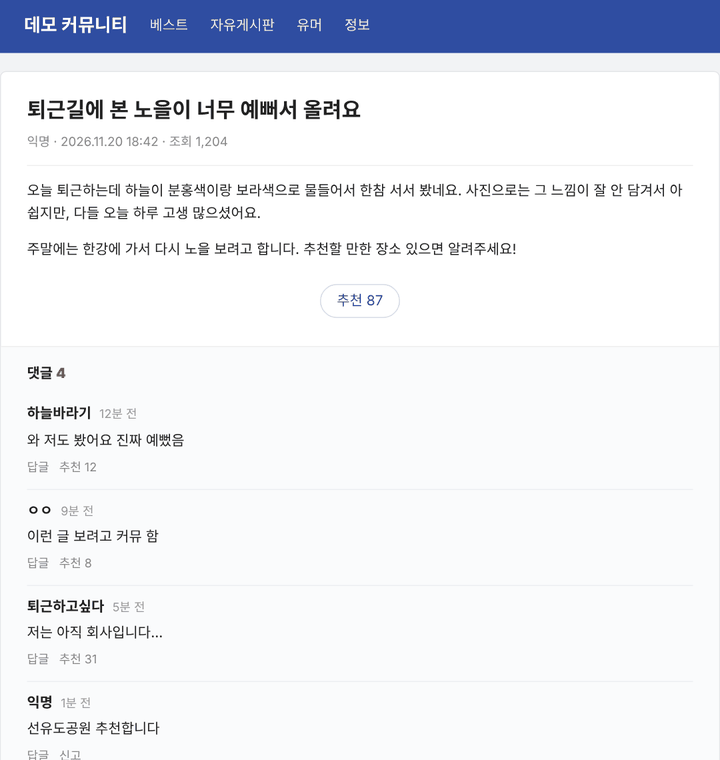 데모 커뮤니티 베스트 자유게시판 유머 정보
퇴근길에 본 노을이 너무 예뻐서 올려요
익명 · 2026.11.20 18:42 · 조회 1,204
오늘 퇴근하는데 하늘이 분홍색이랑 보라색으로 물들어서 한참 서서 봤네요. 사진으로는 그 느낌이 잘 안 담겨서 아
쉽지만, 다들 오늘 하루 고생 많으셨어요.
주말에는 한강에 가서 다시 노을 보려고 합니다. 추천할 만한 장소 있으면 알려주세요!
추천 87
댓글 4
하늘바라기 12분 전
와 저도 봤어요 진짜 예뻤음
답글 추천 12
ㅇㅇ 9분 전
이런 글 보려고 커뮤 함
답글 추천 8
퇴근하고싶다 5분 전
저는 아직 회사입니다...
답글 추천 31
익명 1분 전
선유도공원 추천합니다
답글 신고